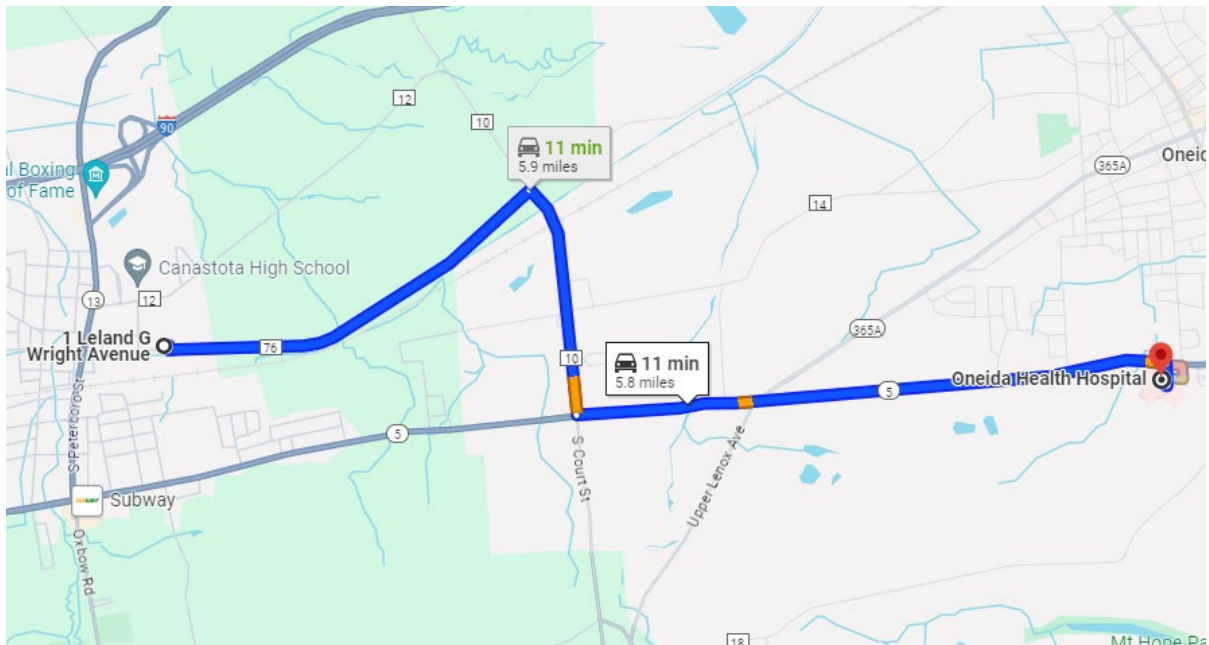 12
10
90
11 min
5.9 miles
al Boxing
of Fame
365A
Oneid
14
Canastota High School
13
12
1 Leland G
Wright Avenue
76
365A
10
11 min
5.8 miles
Oneida Health Hospital
5
5
S Peterboro St
S Court St
Upper Lenox Ave
Subway
Oxbow Rd
18
Mt Hope Pa